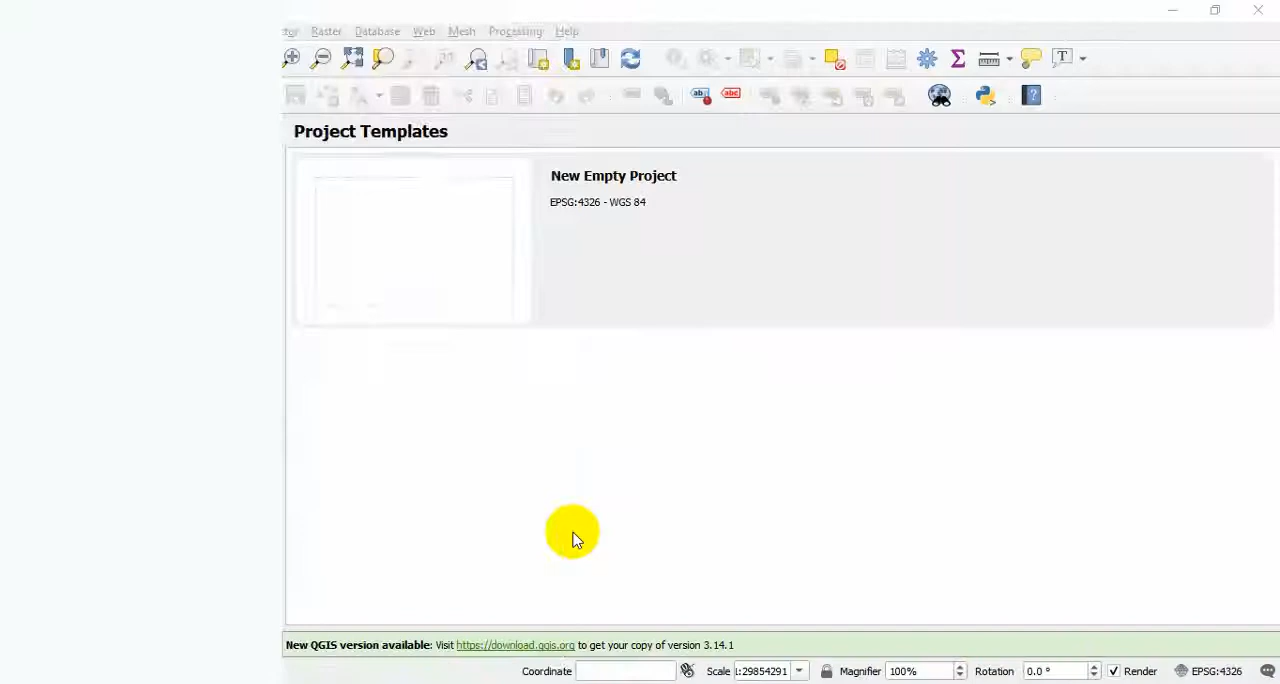 tor Raster Database Web Mesh Processing Help
ab abc T ?
Project Templates
New Empty Project
EPSG:4326 - WGS 84
New QGIS version available: Visit https://download.qgis.org to get your copy of version 3.14.1
Coordinate Scale 1:29854291 Magnifier 100% Rotation 0.0 ° Render EPSG:4326